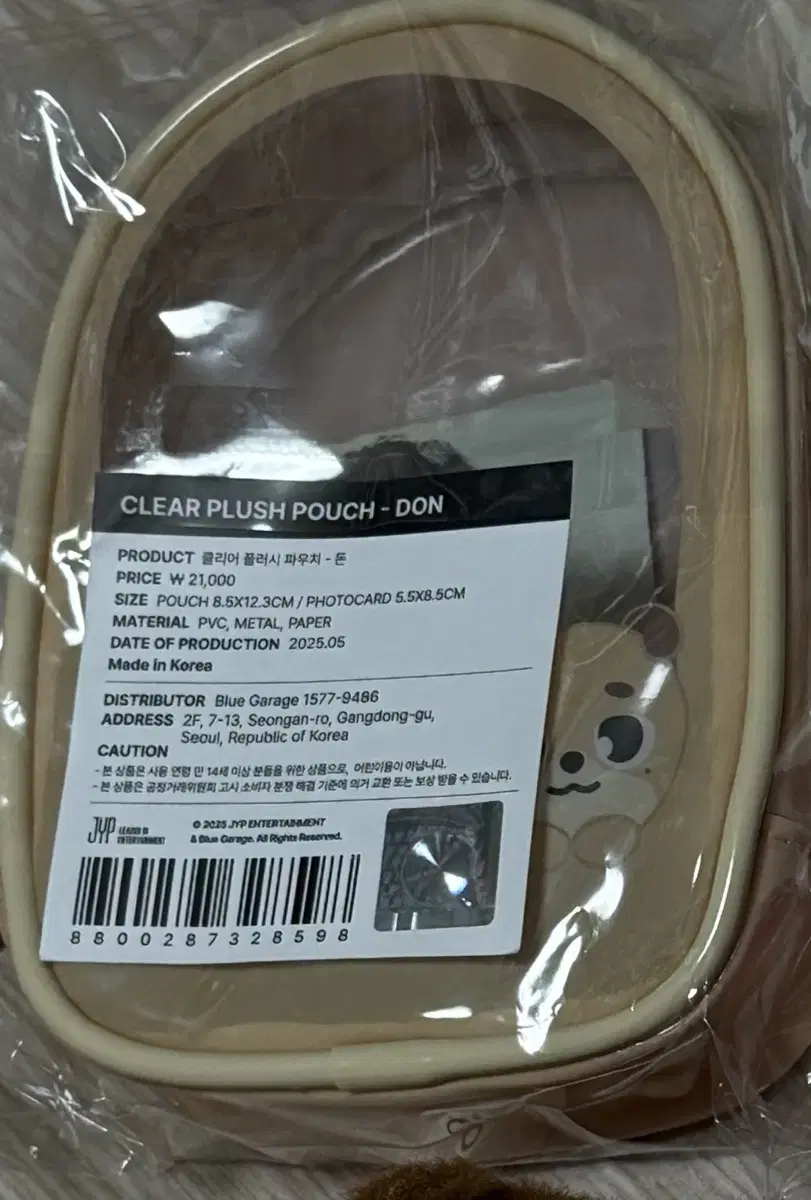 CLEAR PLUSH POUCH - DON
PRODUCT 클리어 플러시 파우치 - 돈
PRICE ₩ 21,000
SIZE POUCH 8.5X12.3CM / PHOTOCARD 5.5X8.5CM
MATERIAL PVC, METAL, PAPER
DATE OF PRODUCTION 2025.05
Made in Korea
DISTRIBUTOR Blue Garage 1577-9486
ADDRESS 2F, 7-13, Seongan-ro, Gangdong-gu,
Seoul, Republic of Korea
CAUTION
- 본 상품은 사용 연령 만 14세 이상 분들을 위한 상품으로, 어린이용이 아닙니다.
- 본 상품은 공정거래위원회 고시 소비자 분쟁 해결 기준에 의거 교환 또는 보상 받을 수 있습니다.
JYP LEADER IN
ENTERTAINMENT
© 2025 JYP ENTERTAINMENT
& Blue Garage. All Rights Reserved.
8800287328598